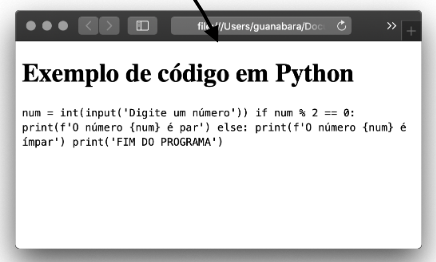 file:///Users/guanabara/Doc
Exemplo de código em Python
num = int(input('Digite um número')) if num % 2 == 0:
print(f'O número {num} é par') else: print(f'O número {num} é
ímpar') print('FIM DO PROGRAMA')